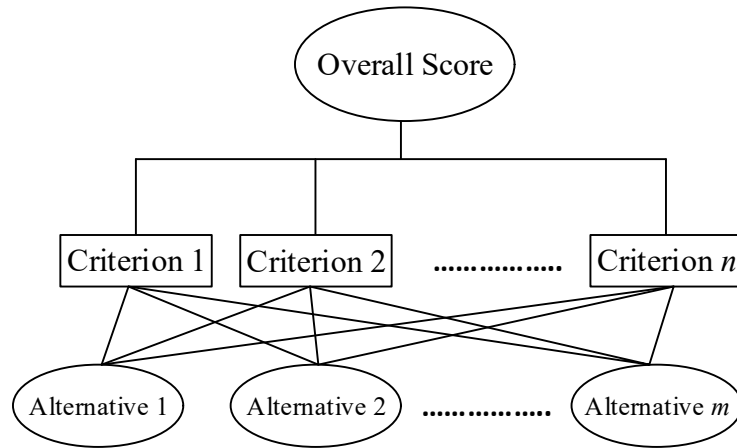 Overall Score
Criterion 1 Criterion 2 ................. Criterion n
Alternative 1 Alternative 2 ................. Alternative m